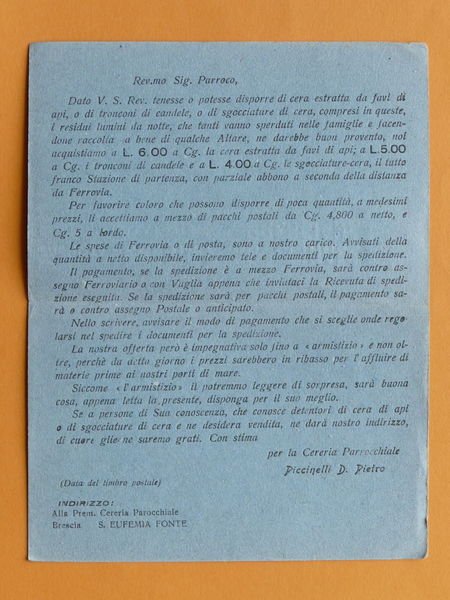 Rev.mo Sig. Parroco,
Dato V. S. Rev. tenesse o potesse disporre di cera estratta da favi di
api, o di tronconi di candele, o di sgocciature di cera, compresi in queste,
i residui lumini da notte, che tanti vanno sperduti nelle famiglie e facen-
done raccolta a bene di qualche Altare, ne darebbe buon provento, noi
acquistiamo a L. 6.00 a Cg. la cera estratta da favi di api; a L. 5.00
a Cg. i tronconi di candele e a L. 4.00 a Cg. le sgocciature-cera, il tutto
franco Stazione di partenza, con parziale abbono a seconda della distanza
da Ferrovia.
Per favorire coloro che possono disporre di poca quantità, a medesimi
prezzi, li accettiamo a mezzo di pacchi postali da Cg. 4,800 a netto, e
Cg. 5 a lordo.
Le spese di Ferrovia o di posta, sono a nostro carico. Avvisati della
quantità a netto disponibile, invieremo tele e documenti per la spedizione.
Il pagamento, se la spedizione è a mezzo Ferrovia, sarà contro as-
segno Ferroviario o con Vaglia appena che inviataci la Ricevuta di spedi-
zione eseguita. Se la spedizione sarà per pacchi postali, il pagamento sa-
rà o contro assegno Postale o anticipato.
Nello scrivere, avvisare il modo di pagamento che si sceglie onde rego-
larsi nel spedire i documenti per la spedizione.
La nostra offerta però è impegnativa solo fino a «armistizio» e non ol-
tre, perchè da detto giorno i prezzi sarebbero in ribasso per l'affluire di
materie prime ai nostri porti di mare.
Siccome «l'armistizio» il potremmo leggere di sorpresa, sarà buona
cosa, appena letta la presente, disponga per il suo meglio.
Se a persone di Sua conoscenza, che conosce detentori di cera di api
o di sgocciature di cera e ne desidera vendita, ne darà nostro indirizzo,
di cuore gliene saremo grati. Con stima
per la Cereria Parrocchiale
Piccinelli D. Pietro
(Data del timbro postale)
INDIRIZZO:
Alla Prem. Cereria Parocchiale
Brescia S. EUFEMIA FONTE